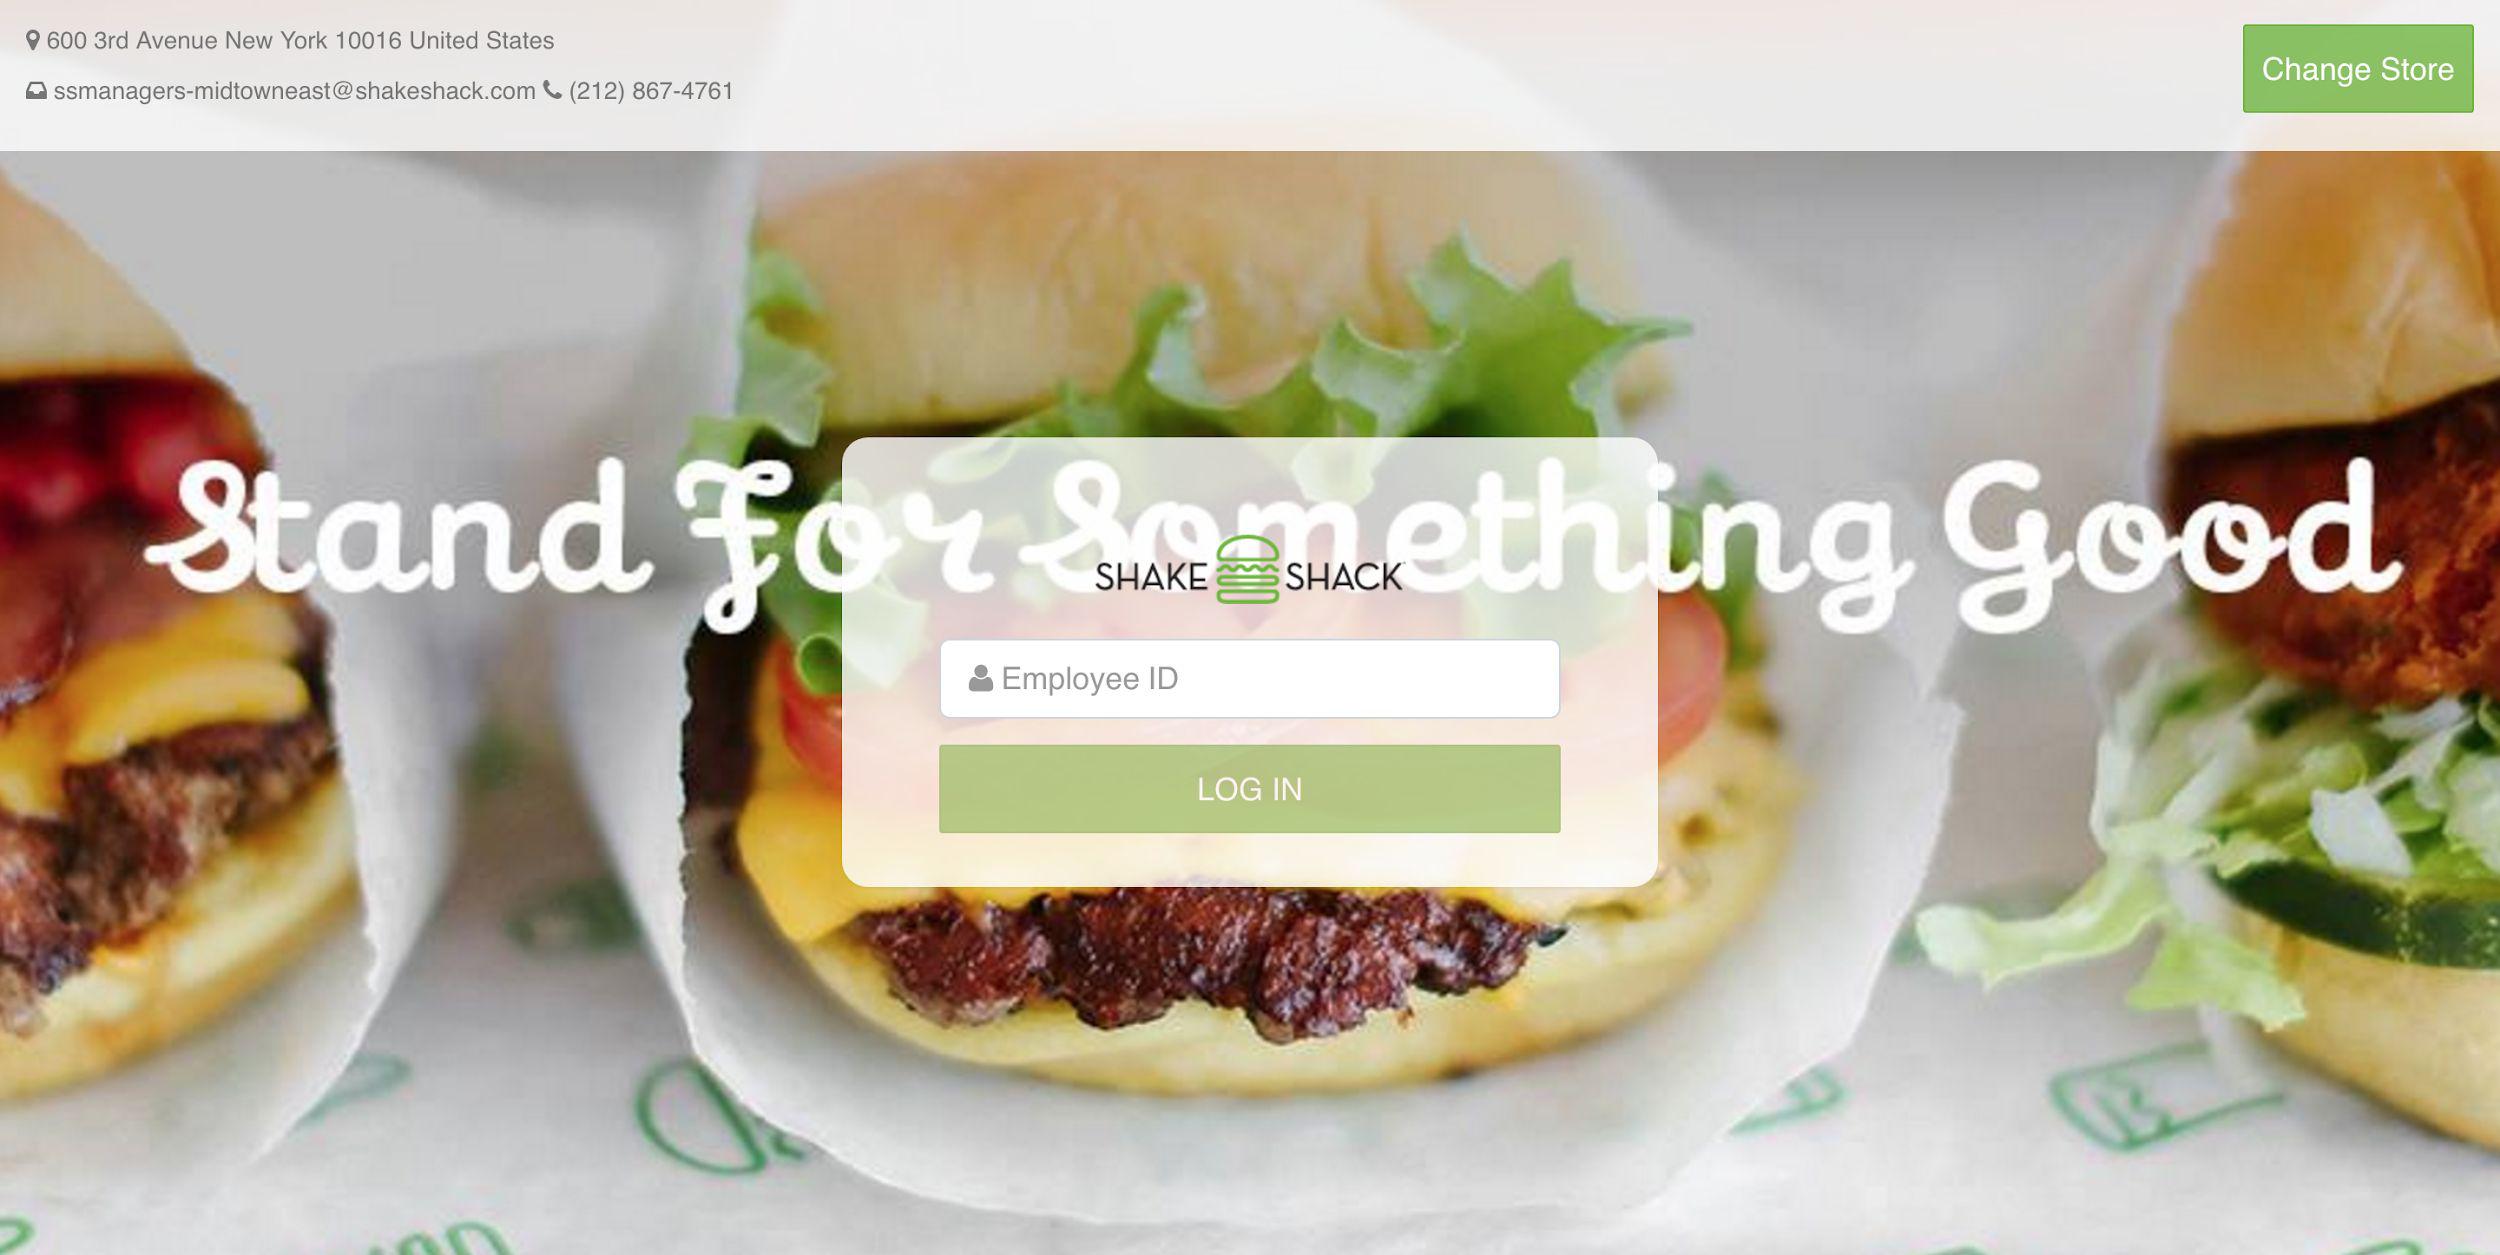 600 3rd Avenue New York 10016 United States
ssmanagers-midtowneast@shakeshack.com (212) 867-4761
Change Store
Stand For Something Good
SHAKE SHACK
Employee ID
LOG IN